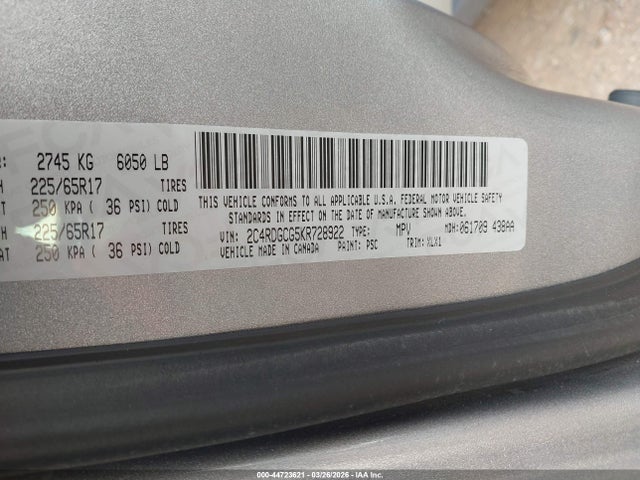 2745 KG 6050 LB
225/65R17 TIRES
250 KPA ( 36 PSI) COLD
225/65R17 TIRES
250 KPA ( 36 PSI) COLD
THIS VEHICLE CONFORMS TO ALL APPLICABLE U.S.A. FEDERAL MOTOR VEHICLE SAFETY
STANDARDS IN EFFECT ON THE DATE OF MANUFACTURE SHOWN ABOVE.
VIN: 2C4RDGCG5KR728922 TYPE: MPV MDH: 061709 438AA
VEHICLE MADE IN CANADA PAINT: PSC TRIM: XLX1
000-44723621 | 03/26/2026 | IAA Inc.